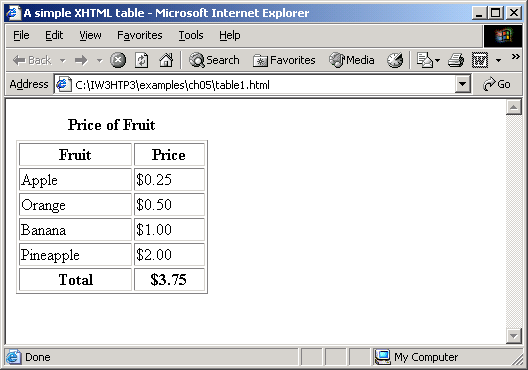 A simple XHTML table - Microsoft Internet Explorer
File Edit View Favorites Tools Help
Back Search Favorites Media W »
Address C:\IW3HTP3\examples\ch05\table1.html Go
Price of Fruit
Fruit Price
Apple $0.25
Orange $0.50
Banana $1.00
Pineapple $2.00
Total $3.75
Done My Computer